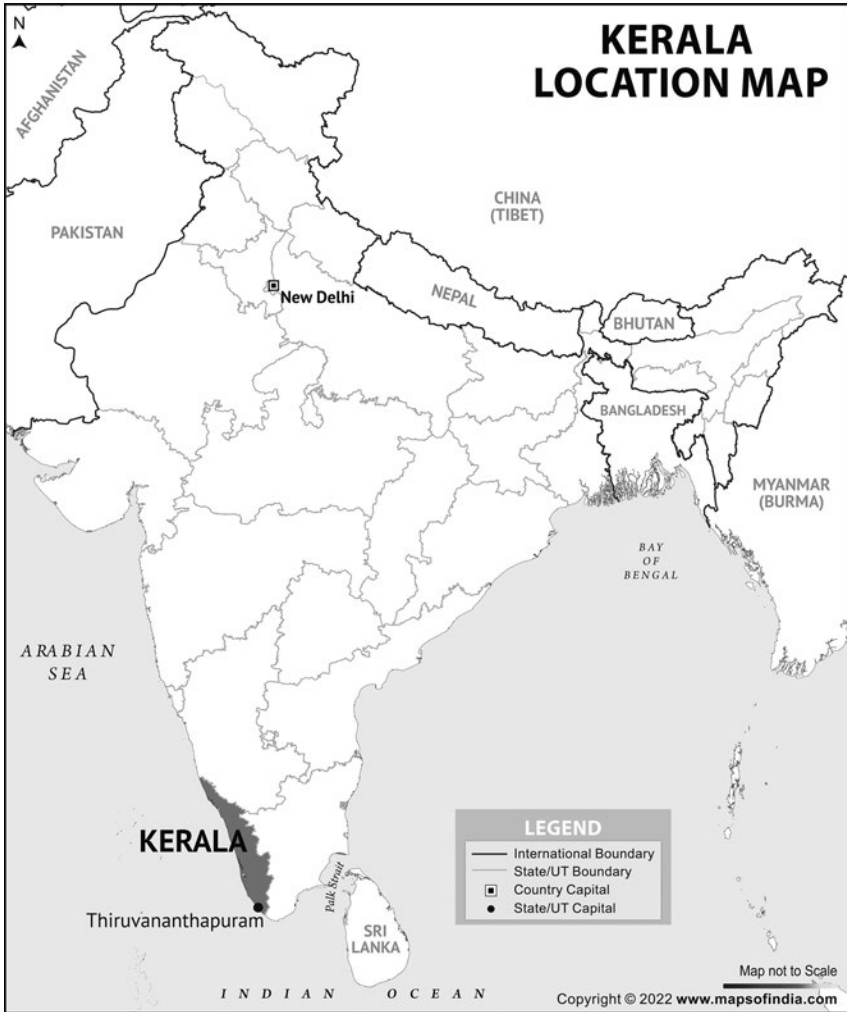 N
KERALA
LOCATION MAP
AFGHANISTAN
CHINA
(TIBET)
PAKISTAN
New Delhi
NEPAL
BHUTAN
BANGLADESH
MYANMAR
(BURMA)
BAY
OF
BENGAL
ARABIAN
SEA
KERALA
Thiruvananthapuram
Palk Strait
SRI
LANKA
LEGEND
International Boundary
State/UT Boundary
Country Capital
State/UT Capital
INDIAN OCEAN
Map not to Scale
Copyright © 2022 www.mapsofindia.com